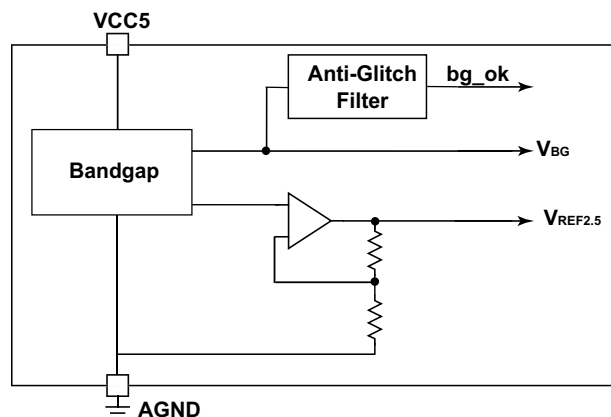 VCC5
Anti-Glitch
Filter
bg_ok
Bandgap
VBG
VREF2.5
AGND